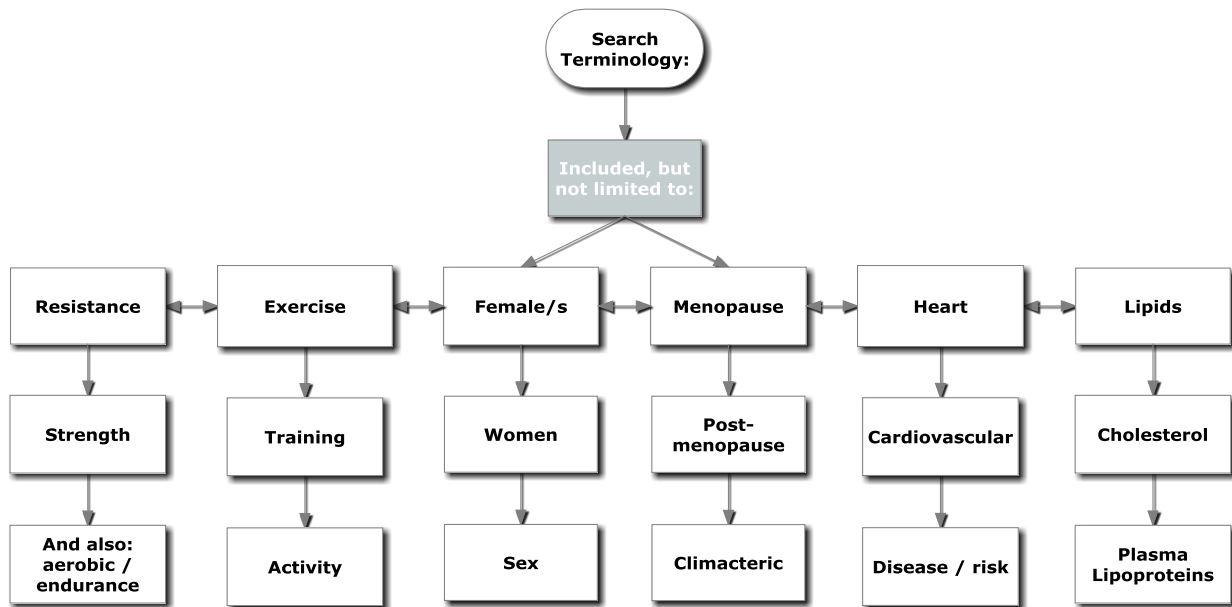 Search
Terminology:
Included, but
not limited to:
Resistance
Exercise
Female/s
Menopause
Heart
Lipids
Strength
Training
Women
Post-
menopause
Cardiovascular
Cholesterol
And also:
aerobic /
endurance
Activity
Sex
Climacteric
Disease / risk
Plasma
Lipoproteins